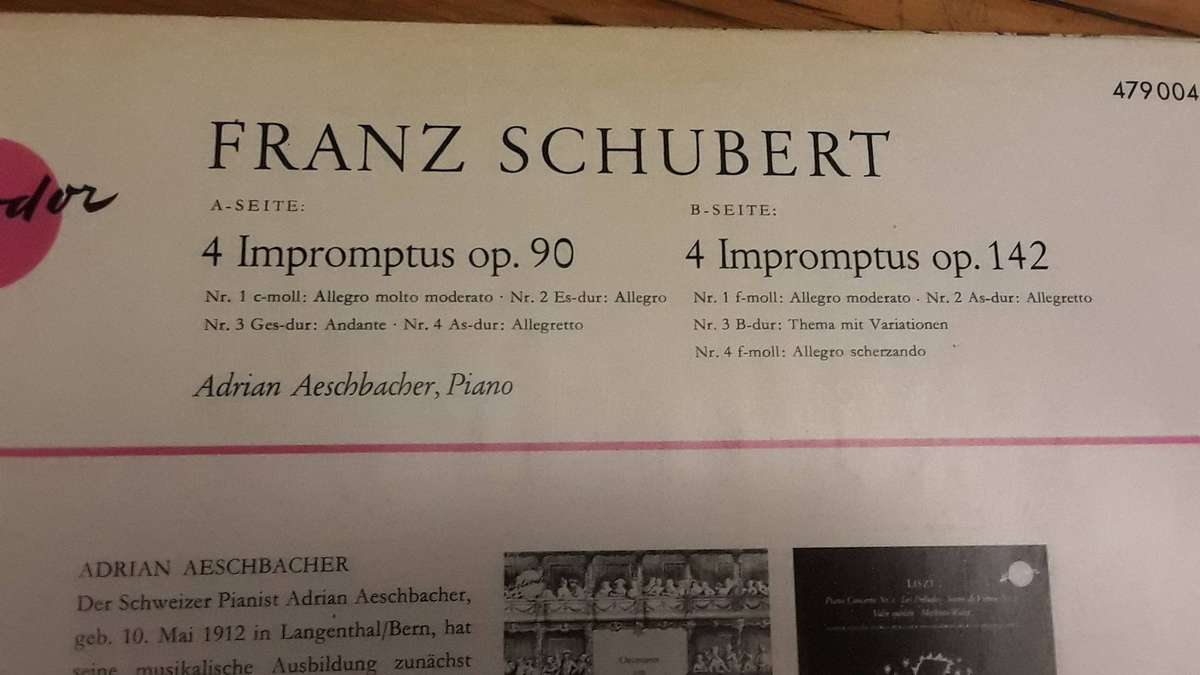 479004
FRANZ SCHUBERT
dor
A-SEITE:
4 Impromptus op. 90
Nr. 1 c-moll: Allegro molto moderato · Nr. 2 Es-dur: Allegro
Nr. 3 Ges-dur: Andante · Nr. 4 As-dur: Allegretto
B-SEITE:
4 Impromptus op. 142
Nr. 1 f-moll: Allegro moderato · Nr. 2 As-dur: Allegretto
Nr. 3 B-dur: Thema mit Variationen
Nr. 4 f-moll: Allegro scherzando
Adrian Aeschbacher, Piano
ADRIAN AESCHBACHER
Der Schweizer Pianist Adrian Aeschbacher,
geb. 10. Mai 1912 in Langenthal/Bern, hat
seine musikalische Ausbildung zunächst
LISZT